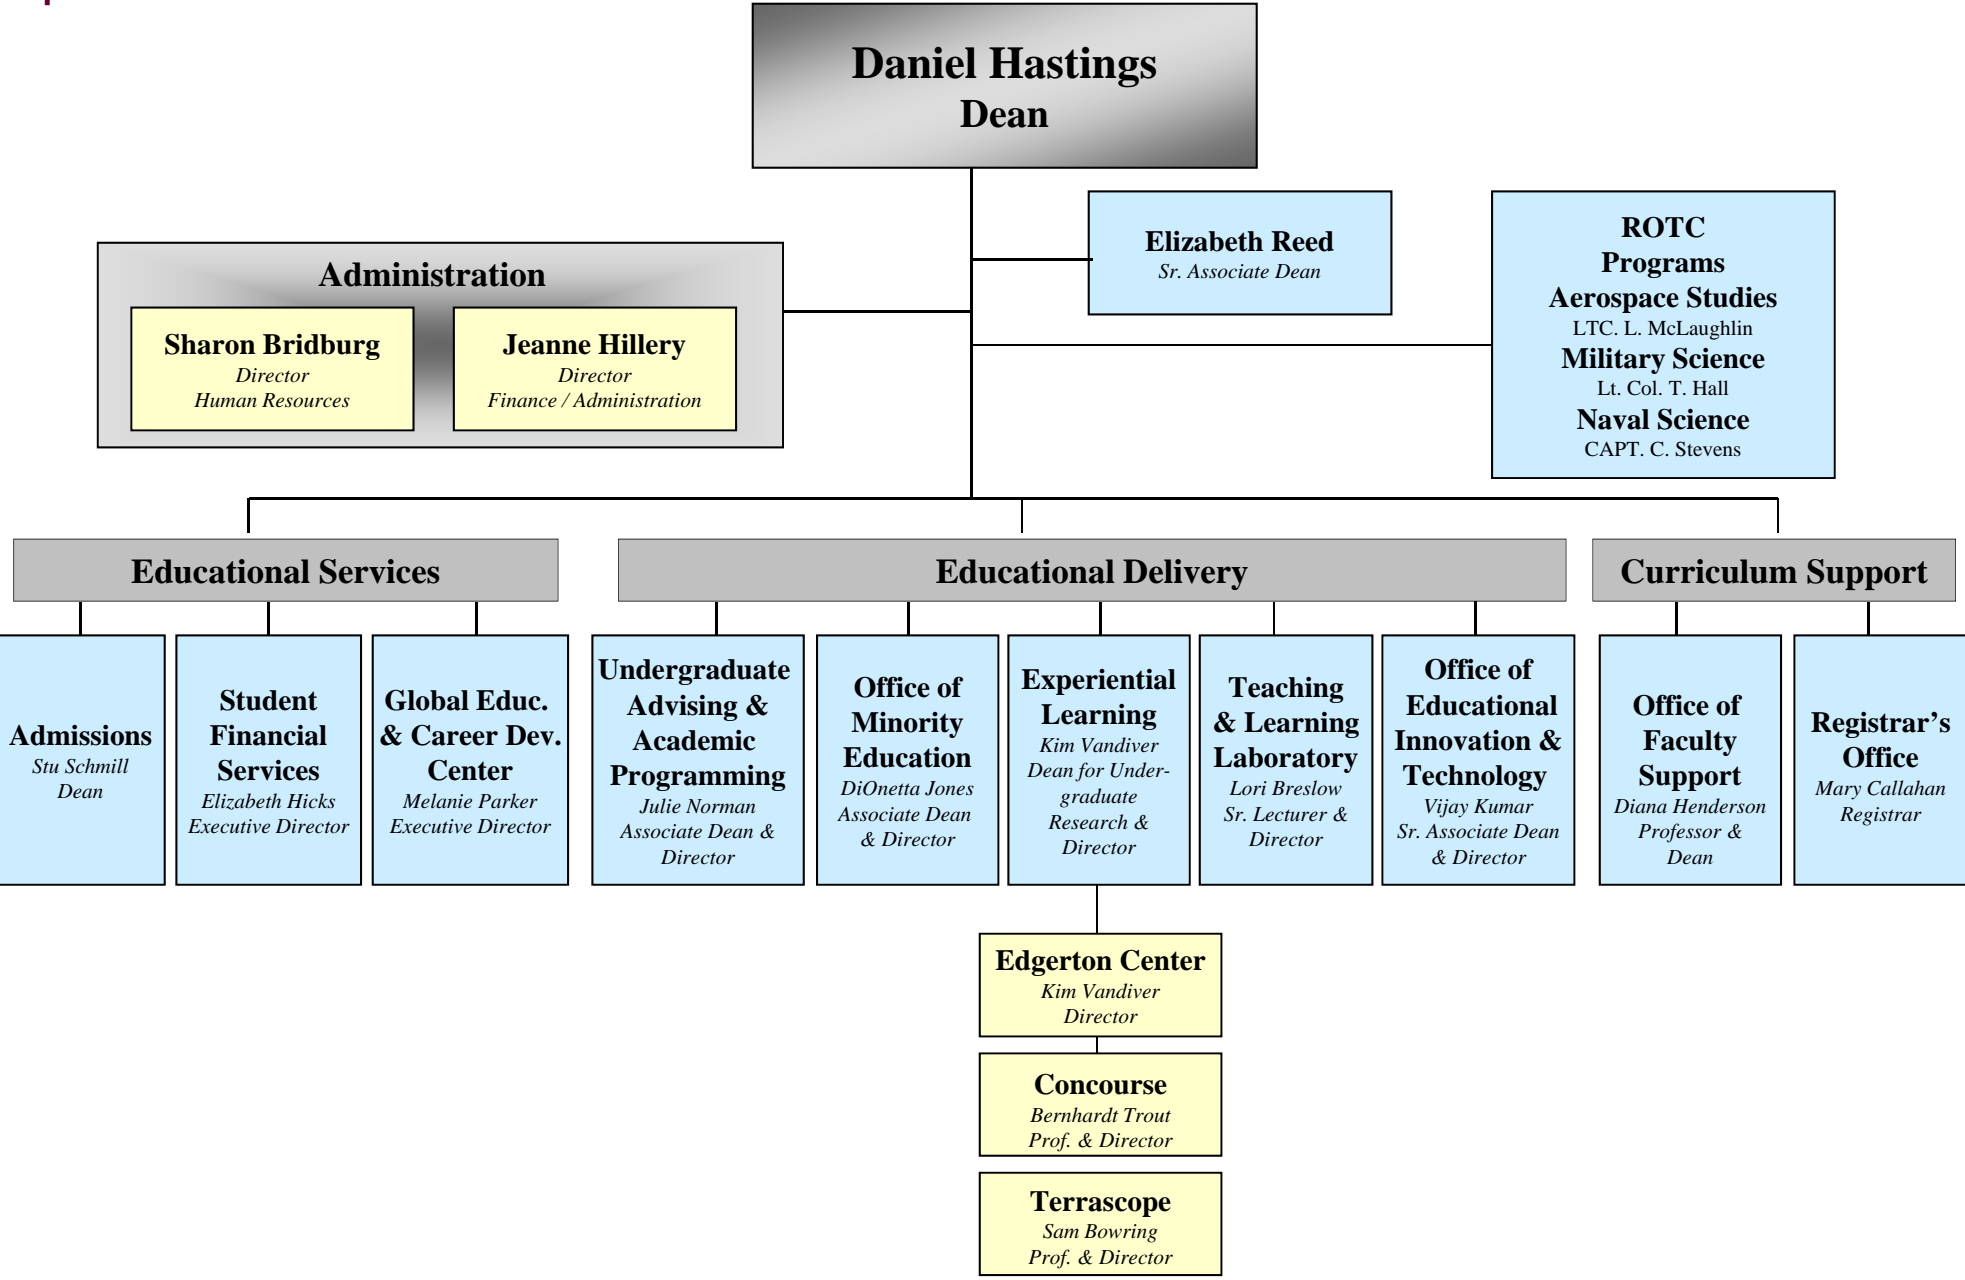 Daniel Hastings
Dean
Elizabeth Reed
Sr. Associate Dean
ROTC
Programs
Aerospace Studies
LTC. L. McLaughlin
Military Science
Lt. Col. T. Hall
Naval Science
CAPT. C. Stevens
Administration
Sharon Bridburg
Director
Human Resources
Jeanne Hillery
Director
Finance / Administration
Educational Services
Educational Delivery
Curriculum Support
Admissions
Stu Schmill
Dean
Student
Financial
Services
Elizabeth Hicks
Executive Director
Global Educ.
& Career Dev.
Center
Melanie Parker
Executive Director
Undergraduate
Advising &
Academic
Programming
Julie Norman
Associate Dean &
Director
Office of
Minority
Education
DiOnetta Jones
Associate Dean
& Director
Experiential
Learning
Kim Vandiver
Dean for Under-
graduate
Research &
Director
Teaching
& Learning
Laboratory
Lori Breslow
Sr. Lecturer &
Director
Office of
Educational
Innovation &
Technology
Vijay Kumar
Sr. Associate Dean
& Director
Office of
Faculty
Support
Diana Henderson
Professor &
Dean
Registrar’s
Office
Mary Callahan
Registrar
Edgerton Center
Kim Vandiver
Director
Concourse
Bernhardt Trout
Prof. & Director
Terrascope
Sam Bowring
Prof. & Director